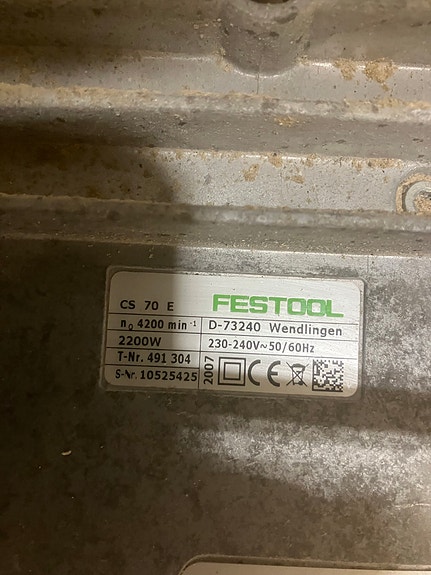 CS 70 E
FESTOOL
n₀ 4200 min⁻¹
D-73240 Wendlingen
2200W
230-240V~50/60Hz
T-Nr. 491 304
S-Nr. 10525425
2007
CE